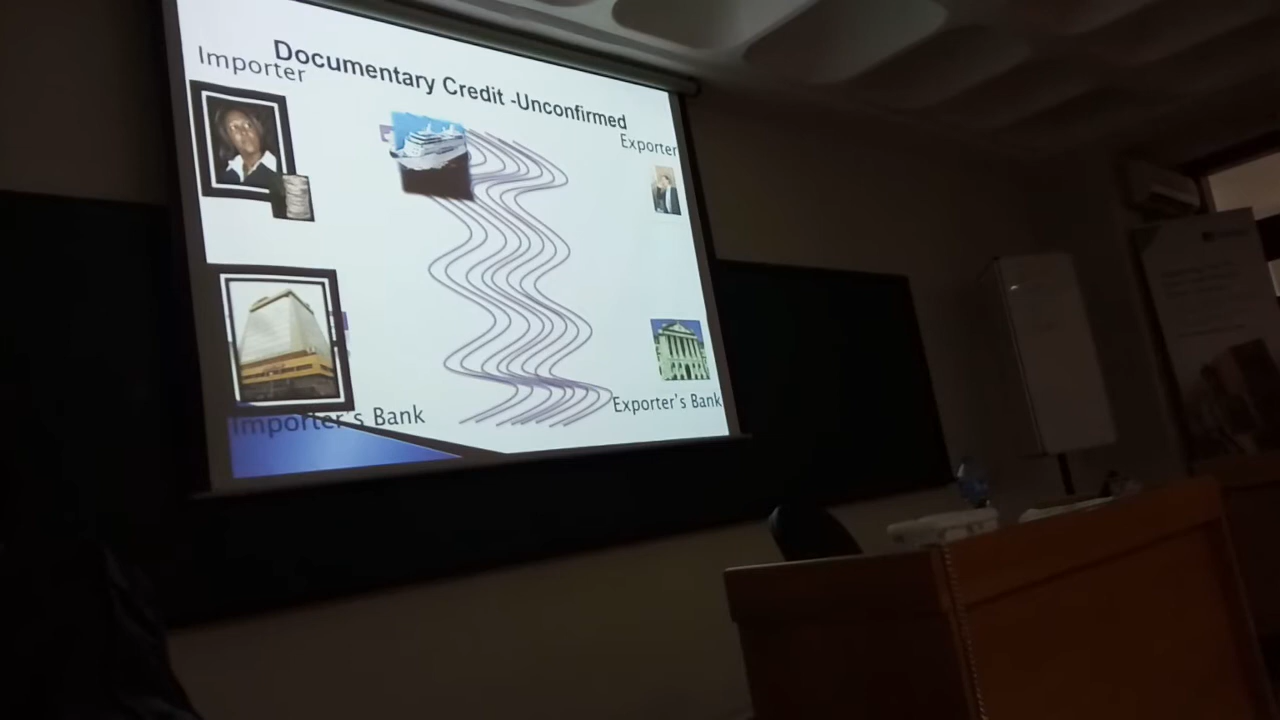 Documentary Credit -Unconfirmed
Importer
Exporter
Importer's Bank
Exporter's Bank